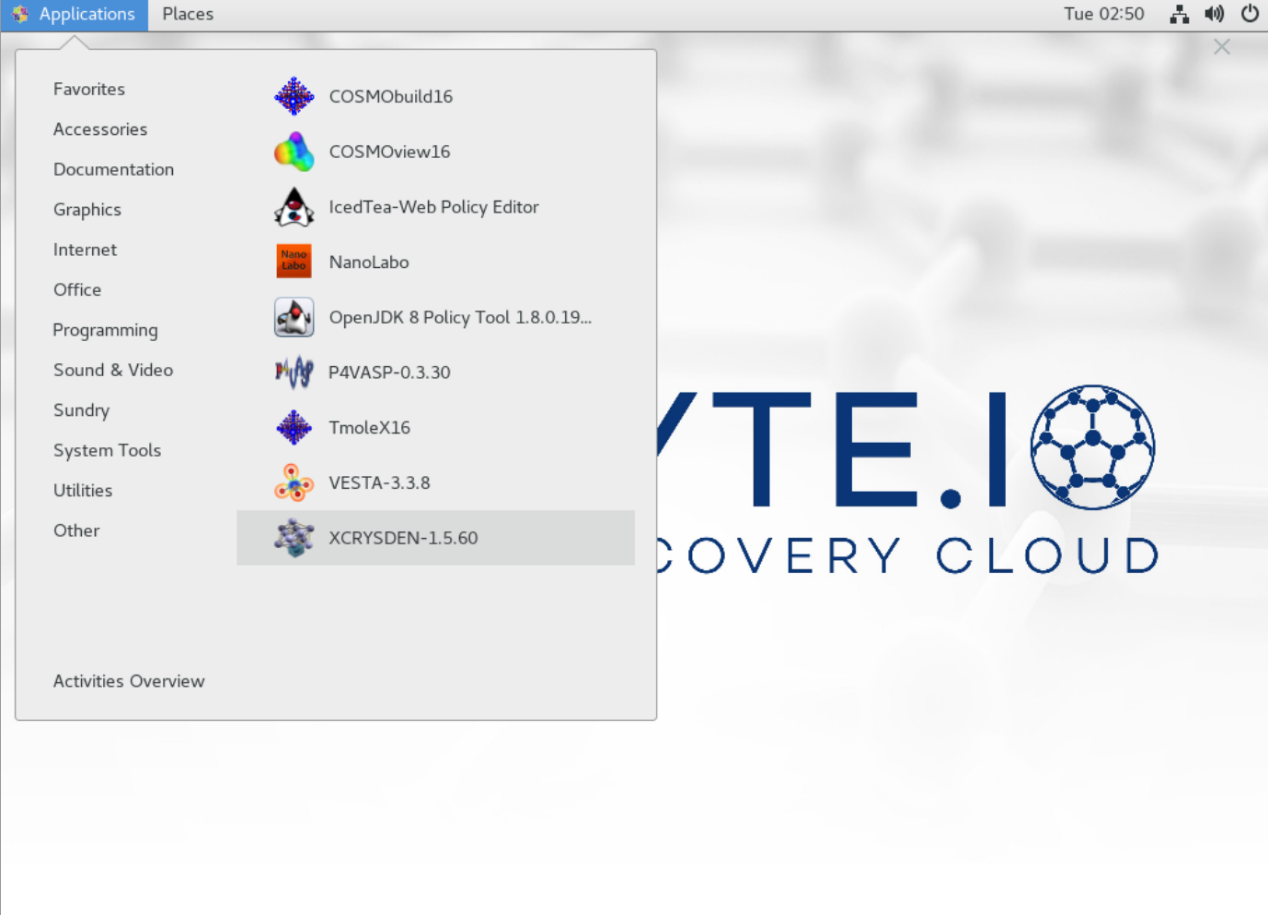 Applications Places Tue 02:50
Favorites
Accessories
Documentation
Graphics
Internet
Office
Programming
Sound & Video
Sundry
System Tools
Utilities
Other
Activities Overview
COSMObuild16
COSMOview16
IcedTea-Web Policy Editor
Nano
Labo
NanoLabo
OpenJDK 8 Policy Tool 1.8.0.19...
P4VASP-0.3.30
TmoleX16
VESTA-3.3.8
XCRYSDEN-1.5.60
YTE.IO
COVERY CLOUD